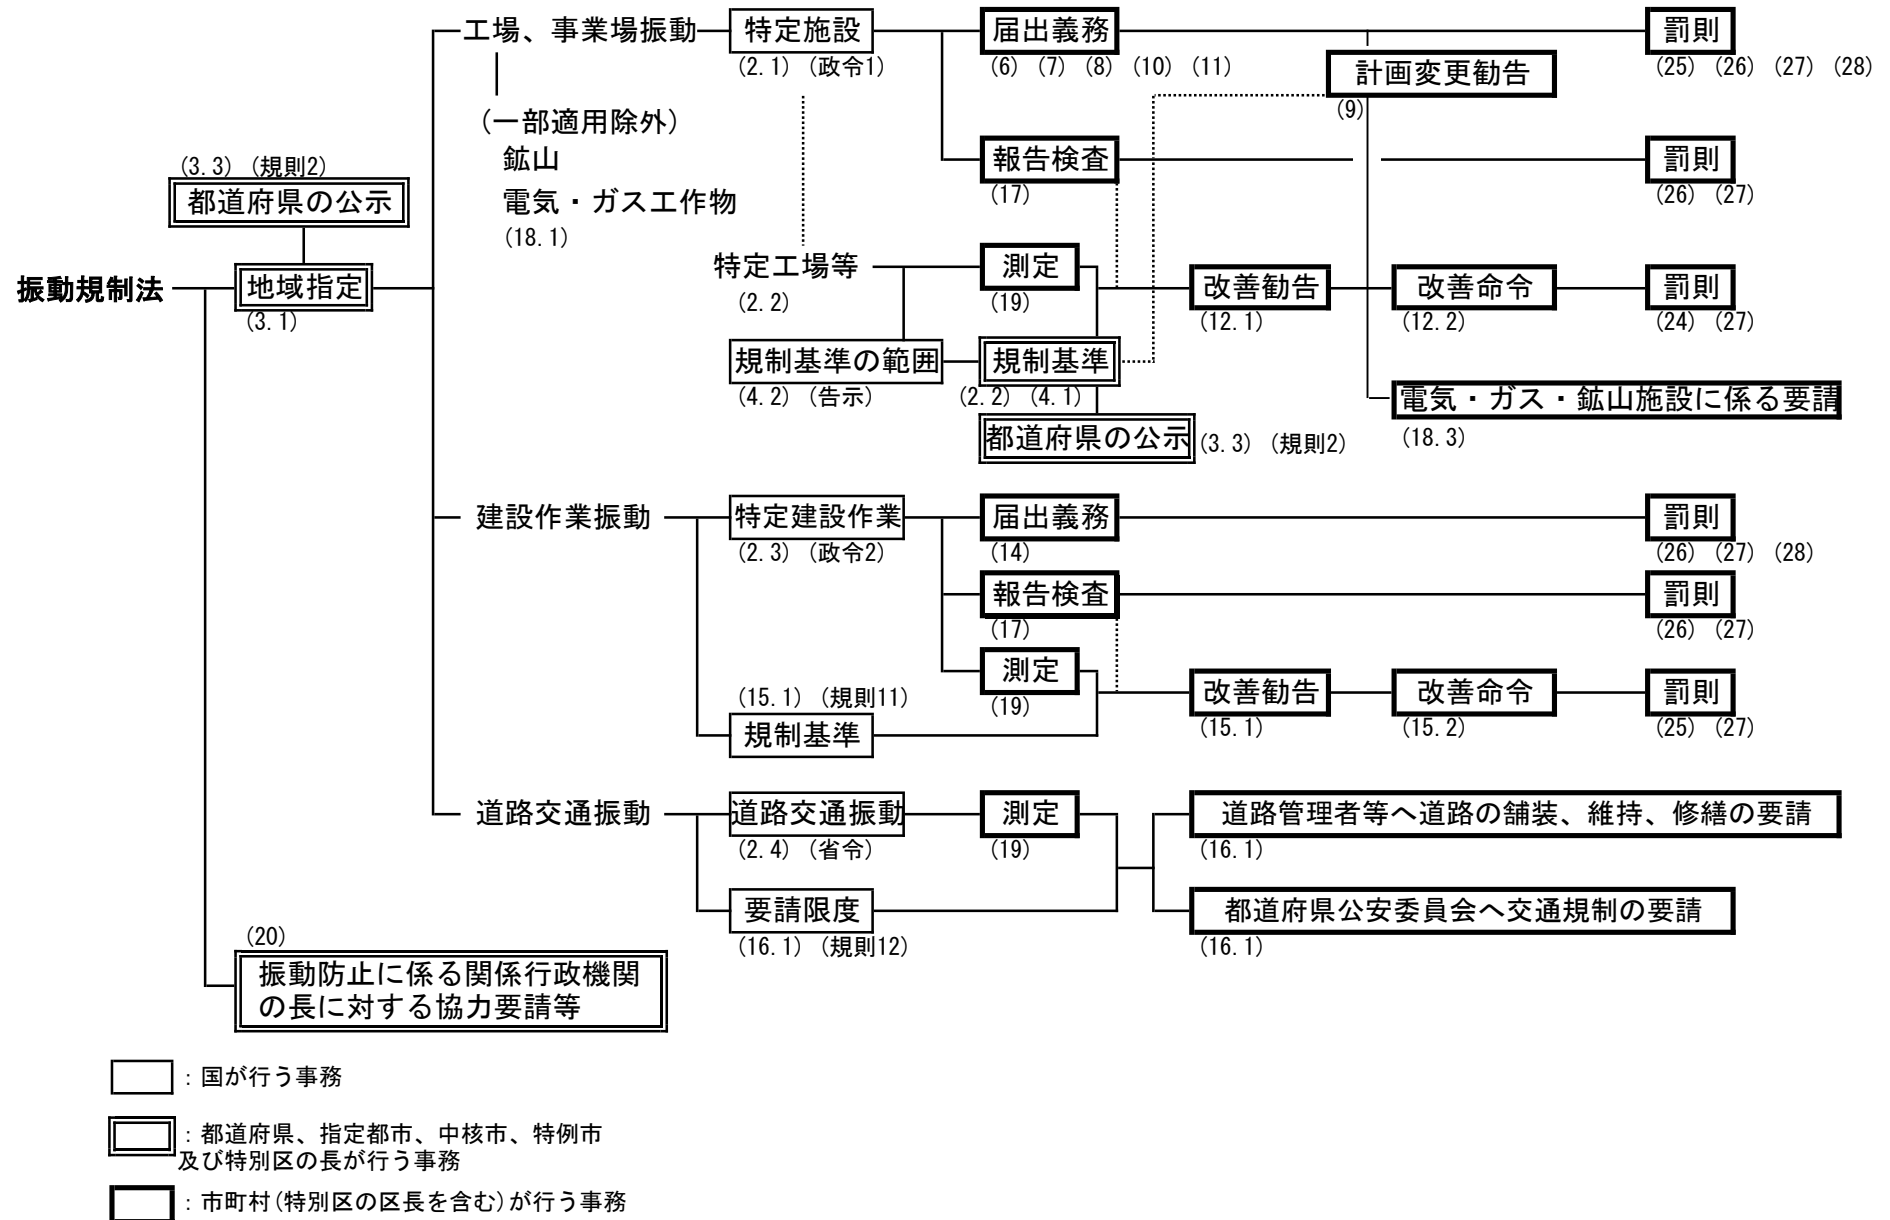 工場、事業場振動
特定施設
届出義務
罰則
(2.1) (政令1)
(6) (7) (8) (10) (11)
計画変更勧告
(25) (26) (27) (28)
(9)
(一部適用除外)
鉱山
報告検査
罰則
(3.3) (規則2)
(17)
(26) (27)
都道府県の公示
電気・ガス工作物
(18.1)
特定工場等
測定
振動規制法
地域指定
改善勧告
改善命令
罰則
(2.2)
(19)
(3.1)
(12.1)
(12.2)
(24) (27)
規制基準の範囲
規制基準
(4.2) (告示)
(2.2) (4.1)
電気・ガス・鉱山施設に係る要請
都道府県の公示
(3.3) (規則2)
(18.3)
建設作業振動
特定建設作業
届出義務
罰則
(2.3) (政令2)
(14)
(26) (27) (28)
報告検査
罰則
(17)
(26) (27)
測定
(15.1) (規則11)
改善勧告
改善命令
罰則
(19)
(15.1)
(15.2)
(25) (27)
規制基準
道路交通振動
道路交通振動
測定
道路管理者等へ道路の舗装、維持、修繕の要請
(2.4) (省令)
(19)
(16.1)
要請限度
都道府県公安委員会へ交通規制の要請
(16.1) (規則12)
(16.1)
(20)
振動防止に係る関係行政機関
の長に対する協力要請等
：国が行う事務
：都道府県、指定都市、中核市、特例市
及び特別区の長が行う事務
：市町村(特別区の区長を含む)が行う事務